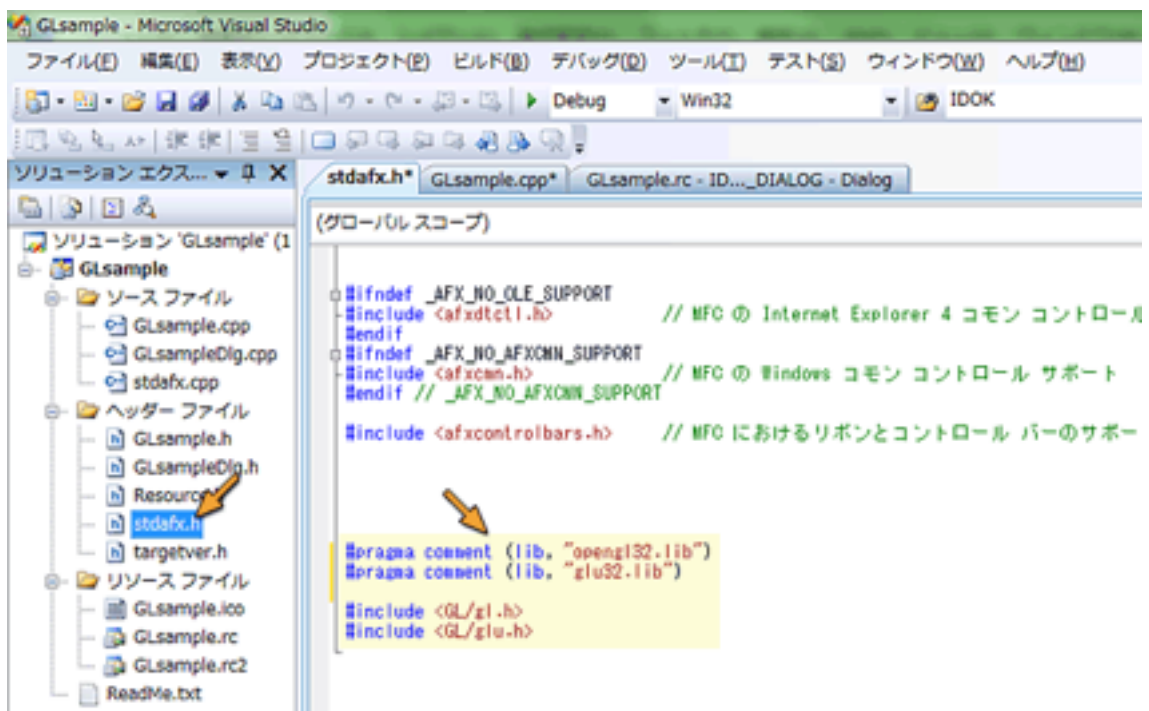 GLsample - Microsoft Visual Studio
ファイル(F) 編集(E) 表示(V) プロジェクト(P) ビルド(B) デバッグ(D) ツール(T) テスト(S) ウィンドウ(W) ヘルプ(H)
Debug Win32 IDOK
ソリューション エクス...
stdafx.h* GLsample.cpp* GLsample.rc - ID..._DIALOG - Dialog
(グローバル スコープ)
ソリューション 'GLsample' (1
GLsample
ソース ファイル
GLsample.cpp
GLsampleDlg.cpp
stdafx.cpp
ヘッダー ファイル
GLsample.h
GLsampleDlg.h
Resource
stdafx.h
targetver.h
リソース ファイル
GLsample.ico
GLsample.rc
GLsample.rc2
ReadMe.txt
#ifndef _AFX_NO_OLE_SUPPORT
#include <afxdtctl.h> // MFC の Internet Explorer 4 コモン コントロール
#endif
#ifndef _AFX_NO_AFXCMN_SUPPORT
#include <afxcmn.h> // MFC の Windows コモン コントロール サポート
#endif // _AFX_NO_AFXCMN_SUPPORT
#include <afxcontrolbars.h> // MFC におけるリボンとコントロール バーのサポー
#pragma comment (lib, "opengl32.lib")
#pragma comment (lib, "glu32.lib")
#include <GL/gl.h>
#include <GL/glu.h>